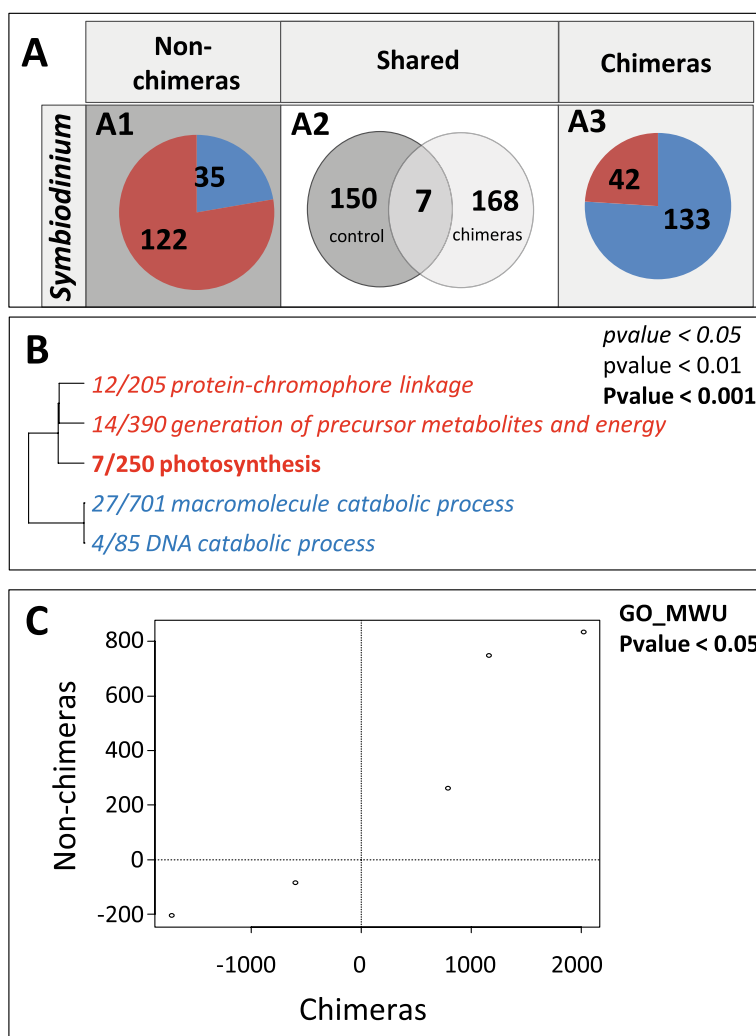 A
Non-
chimeras
Shared
Chimeras
Symbiodinium
A1
35
122
A2
150
control
7
168
chimeras
A3
42
133
B
pvalue < 0.05
pvalue < 0.01
Pvalue < 0.001
12/205 protein-chromophore linkage
14/390 generation of precursor metabolites and energy
7/250 photosynthesis
27/701 macromolecule catabolic process
4/85 DNA catabolic process
C
GO_MWU
Pvalue < 0.05
Non-chimeras
800
600
400
200
0
-200
-1000
0
1000
2000
Chimeras